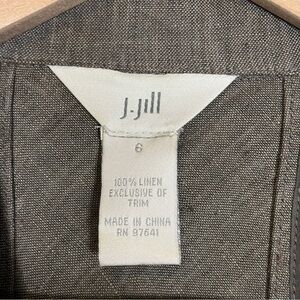 J.Jill
6
100% LINEN
EXCLUSIVE OF
TRIM
MADE IN CHINA
RN 97641